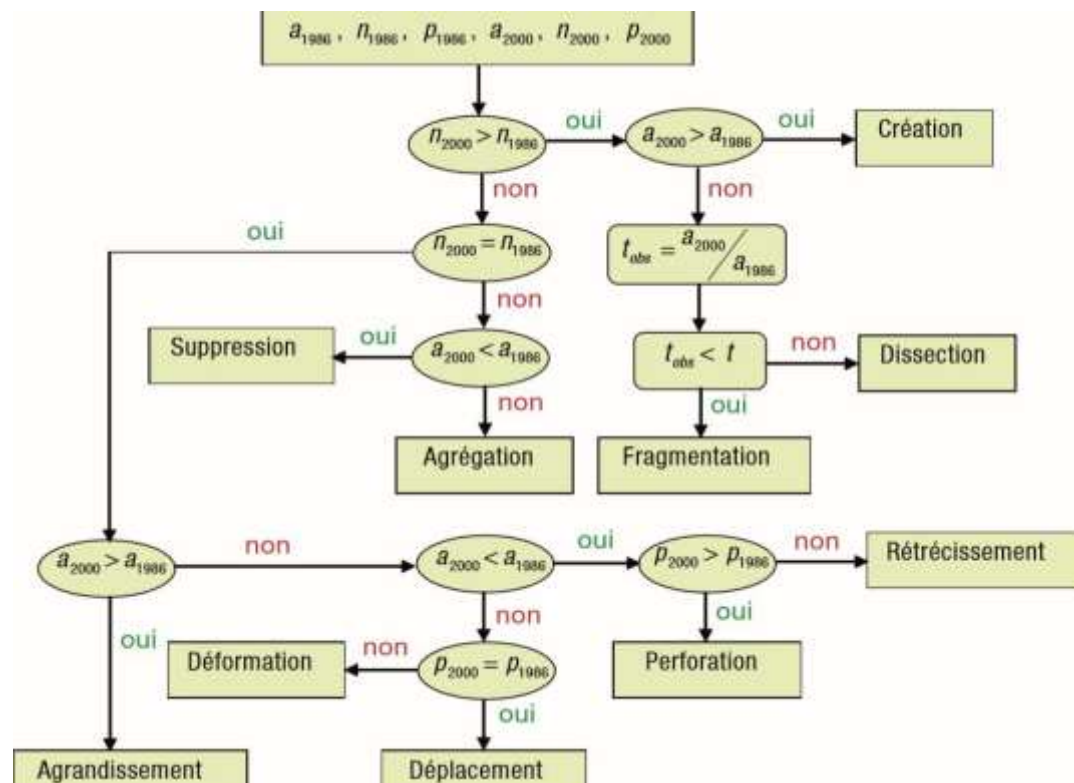 a1986, n1986, p1986, a2000, n2000, p2000
n2000 > n1986
oui
a2000 > a1986
oui
Création
non
non
oui
n2000 = n1986
tobs = a2000/a1986
non
Suppression
oui
a2000 < a1986
tobs < t
non
Dissection
non
oui
Agrégation
Fragmentation
a2000 > a1986
non
a2000 < a1986
oui
p2000 > p1986
non
Rétrécissement
oui
non
oui
Déformation
non
p2000 = p1986
Perforation
oui
Agrandissement
Déplacement